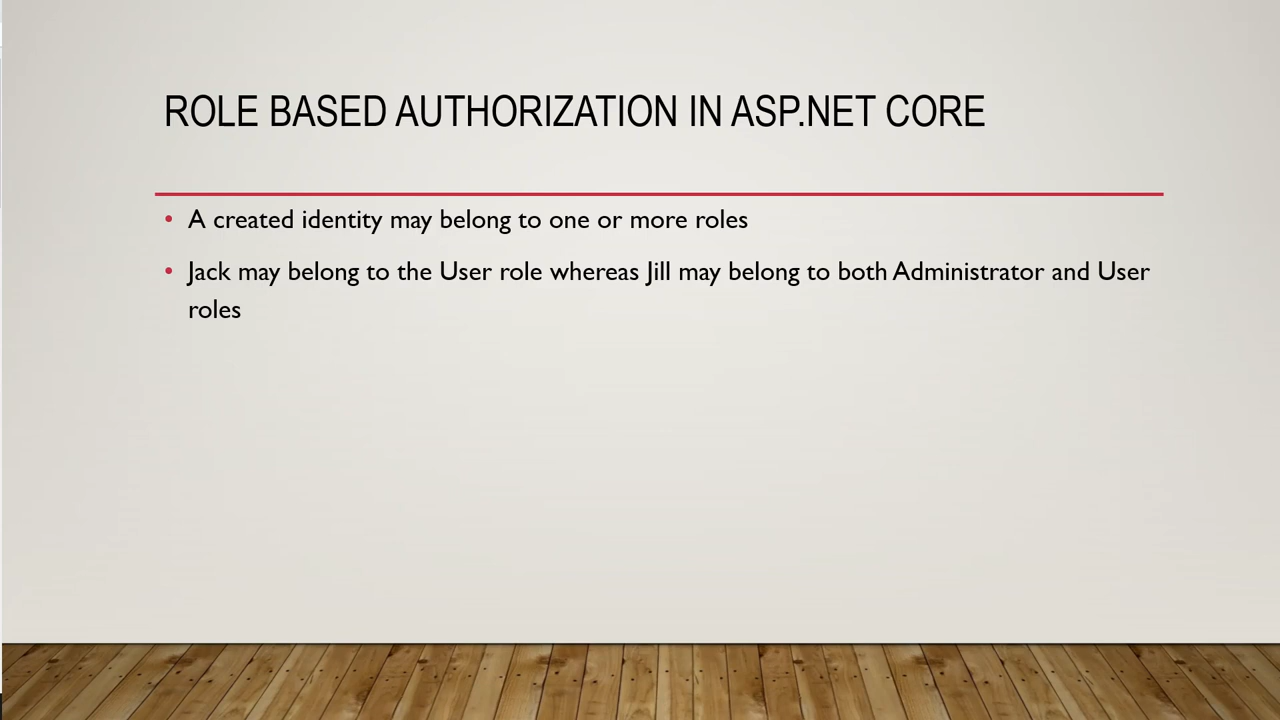 ROLE BASED AUTHORIZATION IN ASP.NET CORE
• A created identity may belong to one or more roles
• Jack may belong to the User role whereas Jill may belong to both Administrator and User
roles